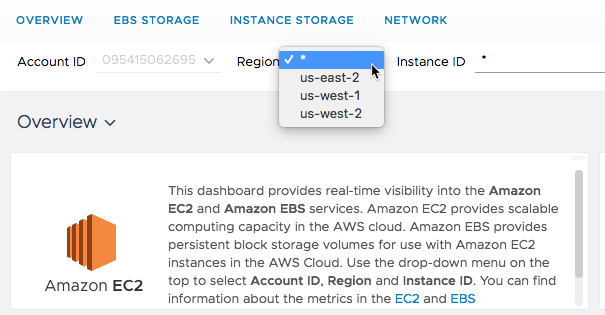 OVERVIEW EBS STORAGE INSTANCE STORAGE NETWORK
Account ID 095415062695 Region Instance ID *
✓ *
us-east-2
us-west-1
us-west-2
Overview
This dashboard provides real-time visibility into the Amazon
EC2 and Amazon EBS services. Amazon EC2 provides scalable
computing capacity in the AWS cloud. Amazon EBS provides
persistent block storage volumes for use with Amazon EC2
instances in the AWS Cloud. Use the drop-down menu on the
top to select Account ID, Region and Instance ID. You can find
information about the metrics in the EC2 and EBS
Amazon EC2